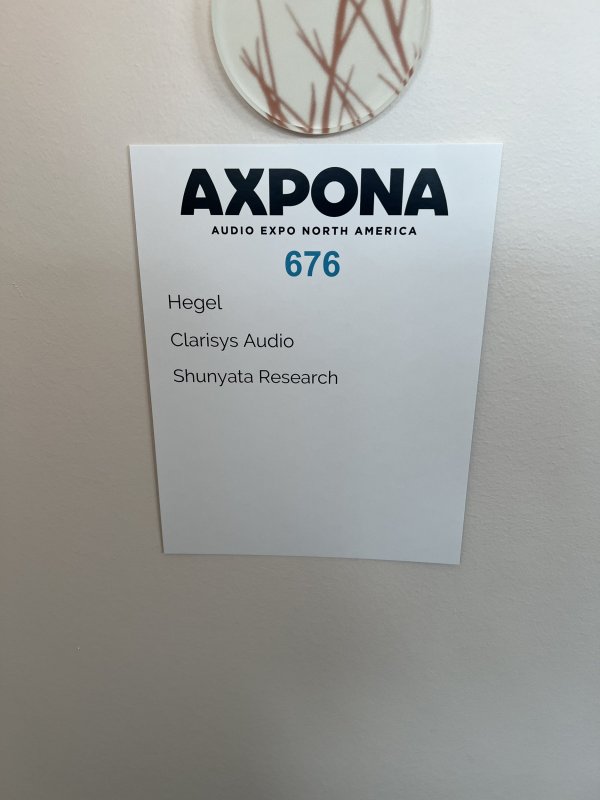 AXPONA
AUDIO EXPO NORTH AMERICA
676
Hegel
Clarisys Audio
Shunyata Research